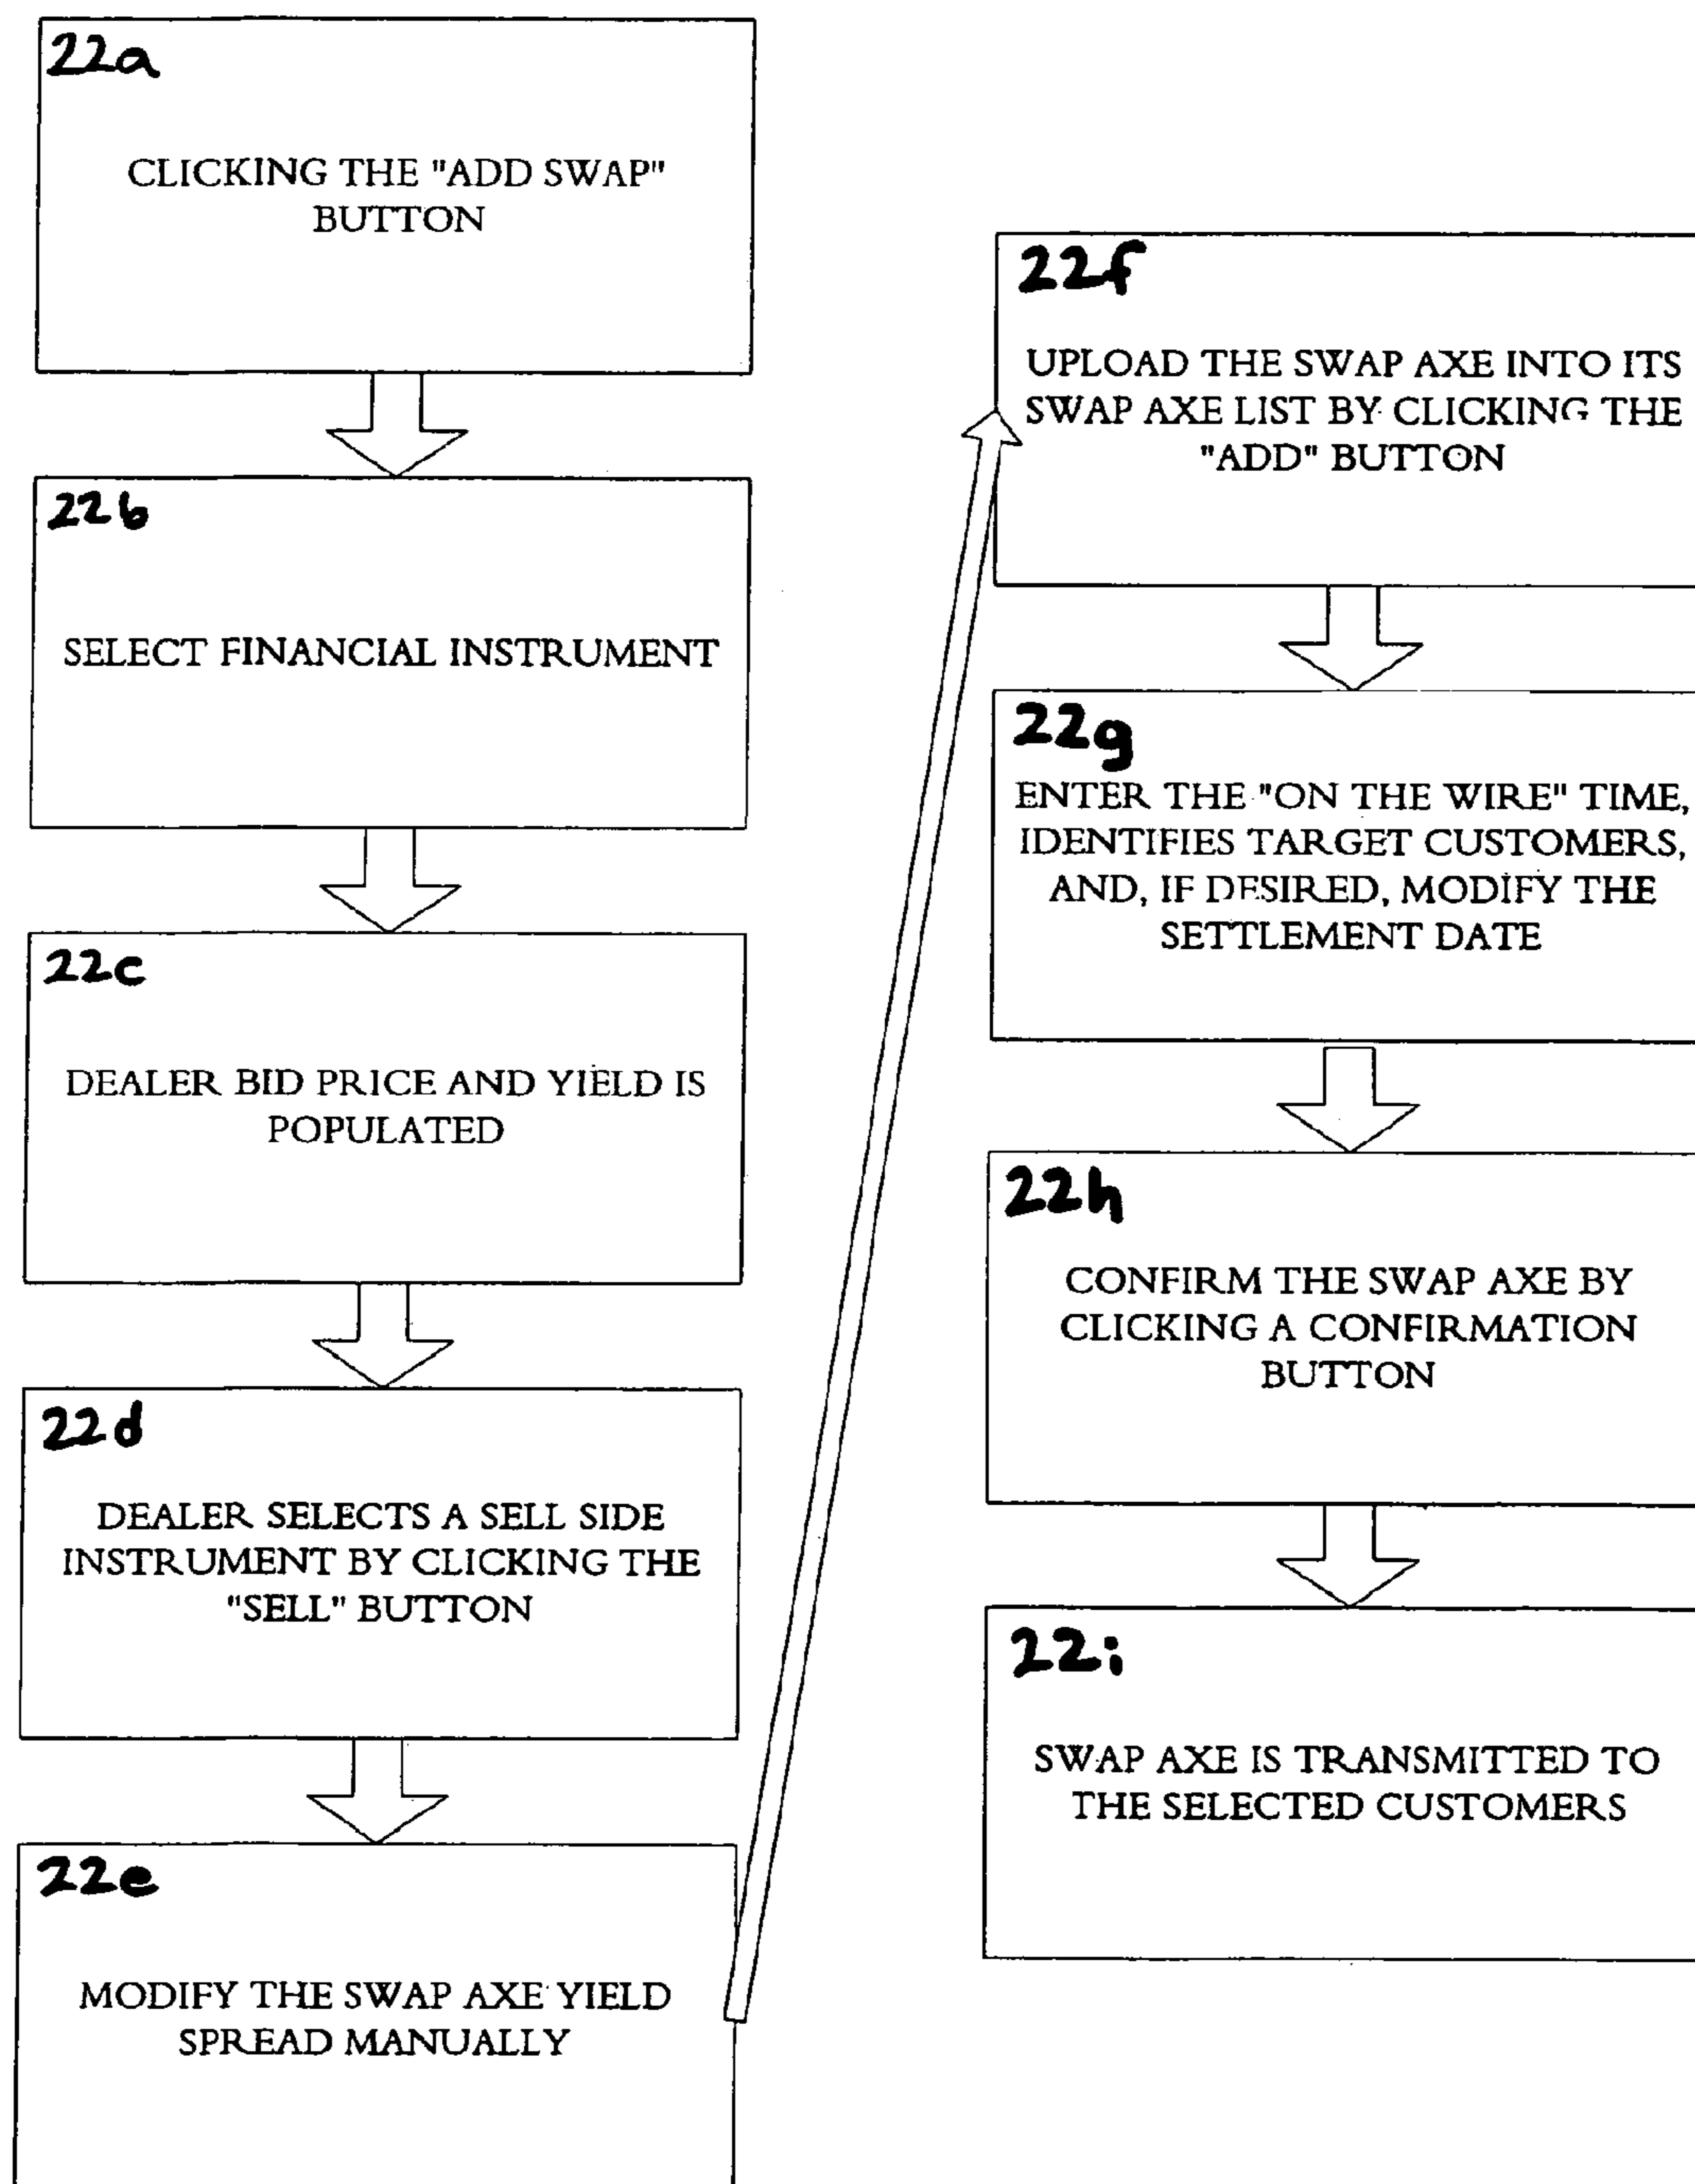 22a
CLICKING THE "ADD SWAP"
BUTTON
22b
SELECT FINANCIAL INSTRUMENT
22c
DEALER BID PRICE AND YIELD IS
POPULATED
22d
DEALER SELECTS A SELL SIDE
INSTRUMENT BY CLICKING THE
"SELL" BUTTON
22e
MODIFY THE SWAP AXE YIELD
SPREAD MANUALLY
22f
UPLOAD THE SWAP AXE INTO ITS
SWAP AXE LIST BY CLICKING THE
"ADD" BUTTON
22g
ENTER THE "ON THE WIRE" TIME,
IDENTIFIES TARGET CUSTOMERS,
AND, IF DESIRED, MODIFY THE
SETTLEMENT DATE
22h
CONFIRM THE SWAP AXE BY
CLICKING A CONFIRMATION
BUTTON
22i
SWAP AXE IS TRANSMITTED TO
THE SELECTED CUSTOMERS